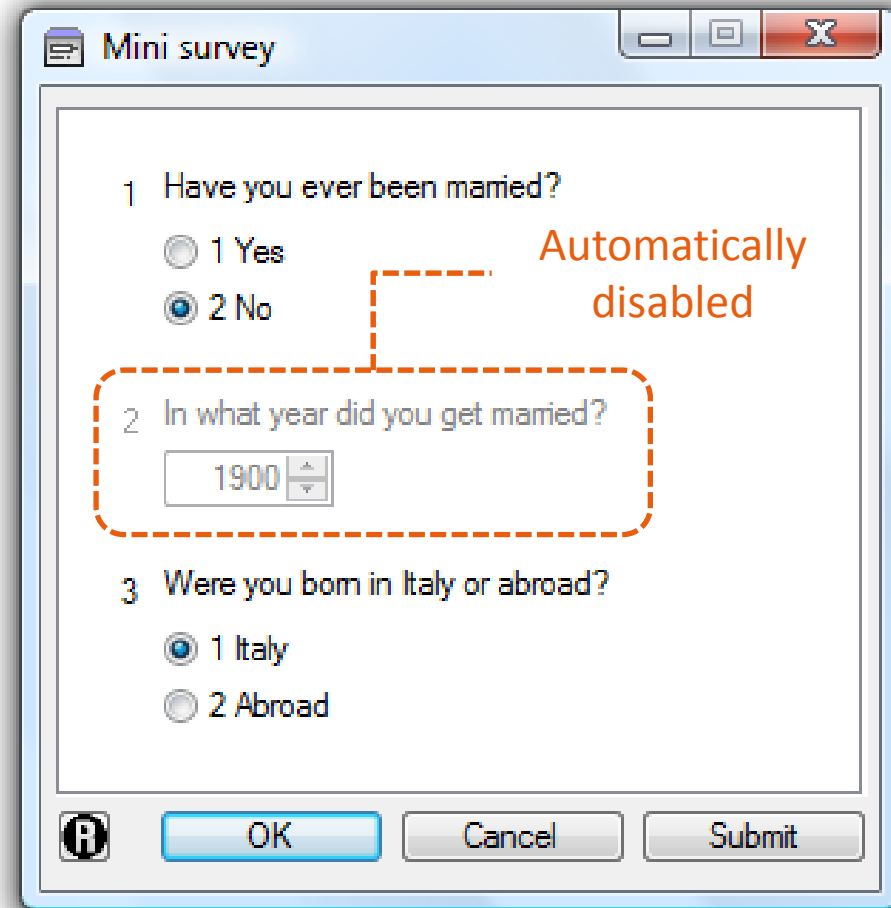 Mini survey
1 Have you ever been married?
1 Yes
2 No
Automatically
disabled
2 In what year did you get married?
1900
3 Were you born in Italy or abroad?
1 Italy
2 Abroad
R
OK Cancel Submit